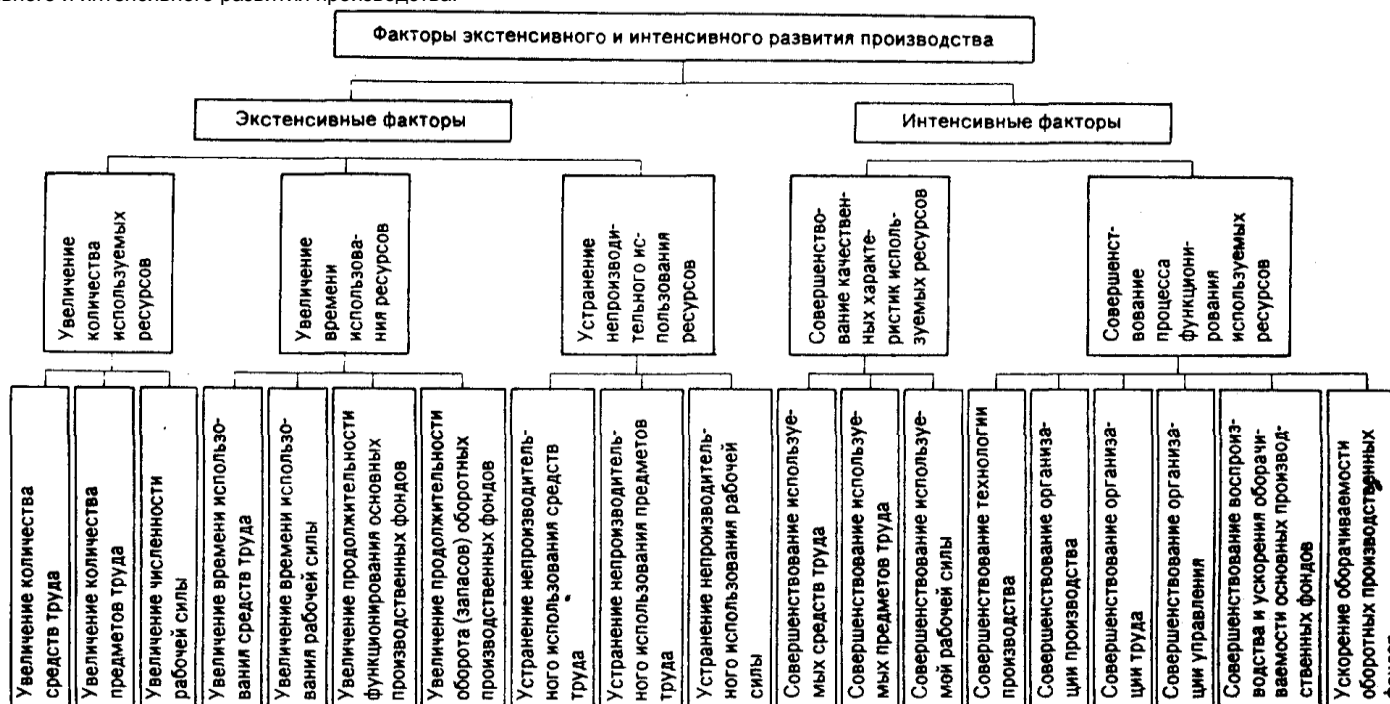 вного и интенсивного развития производства.
Факторы экстенсивного и интенсивного развития производства
Экстенсивные факторы
Интенсивные факторы
Увеличение
количества
используемых
ресурсов
Увеличение
времени
использова-
ния ресурсов
Устранение
непроизводи-
тельного ис-
пользования
ресурсов
Совершенство-
вание качествен-
ных характе-
ристик исполь-
зуемых ресурсов
Совершенст-
вование
процесса
функциони-
рования
используемых
ресурсов
Увеличение количества
средств труда
Увеличение количества
предметов труда
Увеличение численности
рабочей силы
Увеличение времени использо-
вания средств труда
Увеличение времени использо-
вания рабочей силы
Увеличение продолжительности
функционирования основных
производственных фондов
Увеличение продолжительности
оборота (запасов) оборотных
производственных фондов
Устранение непроизводитель-
ного использования средств
труда
Устранение непроизводитель-
ного использования предметов
труда
Устранение непроизводитель-
ного использования рабочей
силы
Совершенствование используе-
мых средств труда
Совершенствование используе-
мых предметов труда
Совершенствование используе-
мой рабочей силы
Совершенствование технологии
производства
Совершенствование организа-
ции производства
Совершенствование организа-
ции труда
Совершенствование организа-
ции управления
Совершенствование воспроиз-
водства и ускорения оборачи-
ваемости основных производ-
ственных фондов
Ускорение оборачиваемости
оборотных производственных